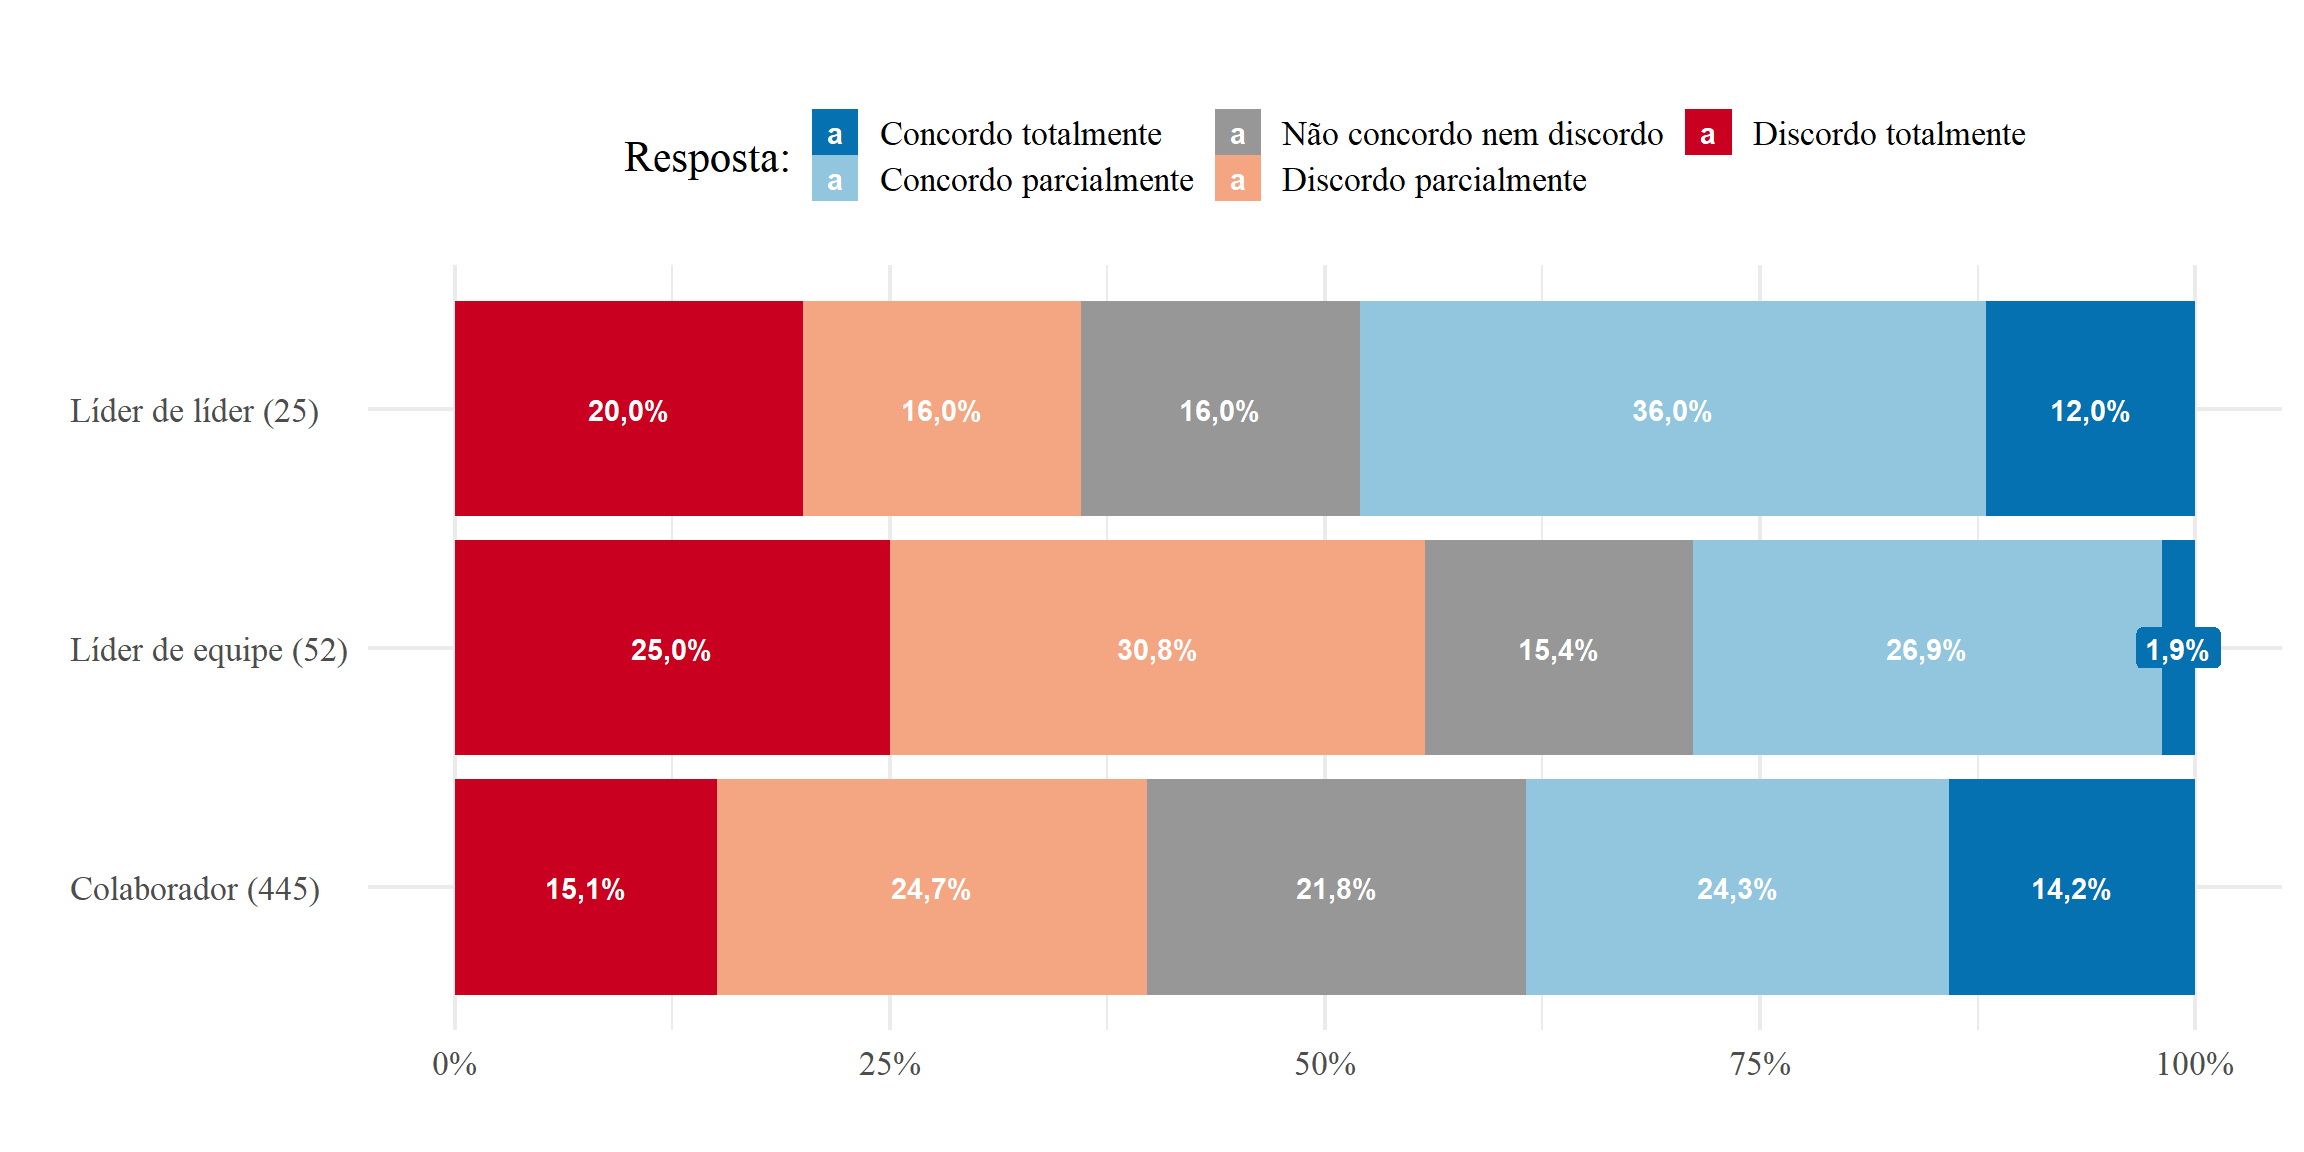 Resposta:
a Concordo totalmente
a Concordo parcialmente
a Não concordo nem discordo
a Discordo parcialmente
a Discordo totalmente
Líder de líder (25)
20,0% 16,0% 16,0% 36,0% 12,0%
Líder de equipe (52)
25,0% 30,8% 15,4% 26,9% 1,9%
Colaborador (445)
15,1% 24,7% 21,8% 24,3% 14,2%
0% 25% 50% 75% 100%